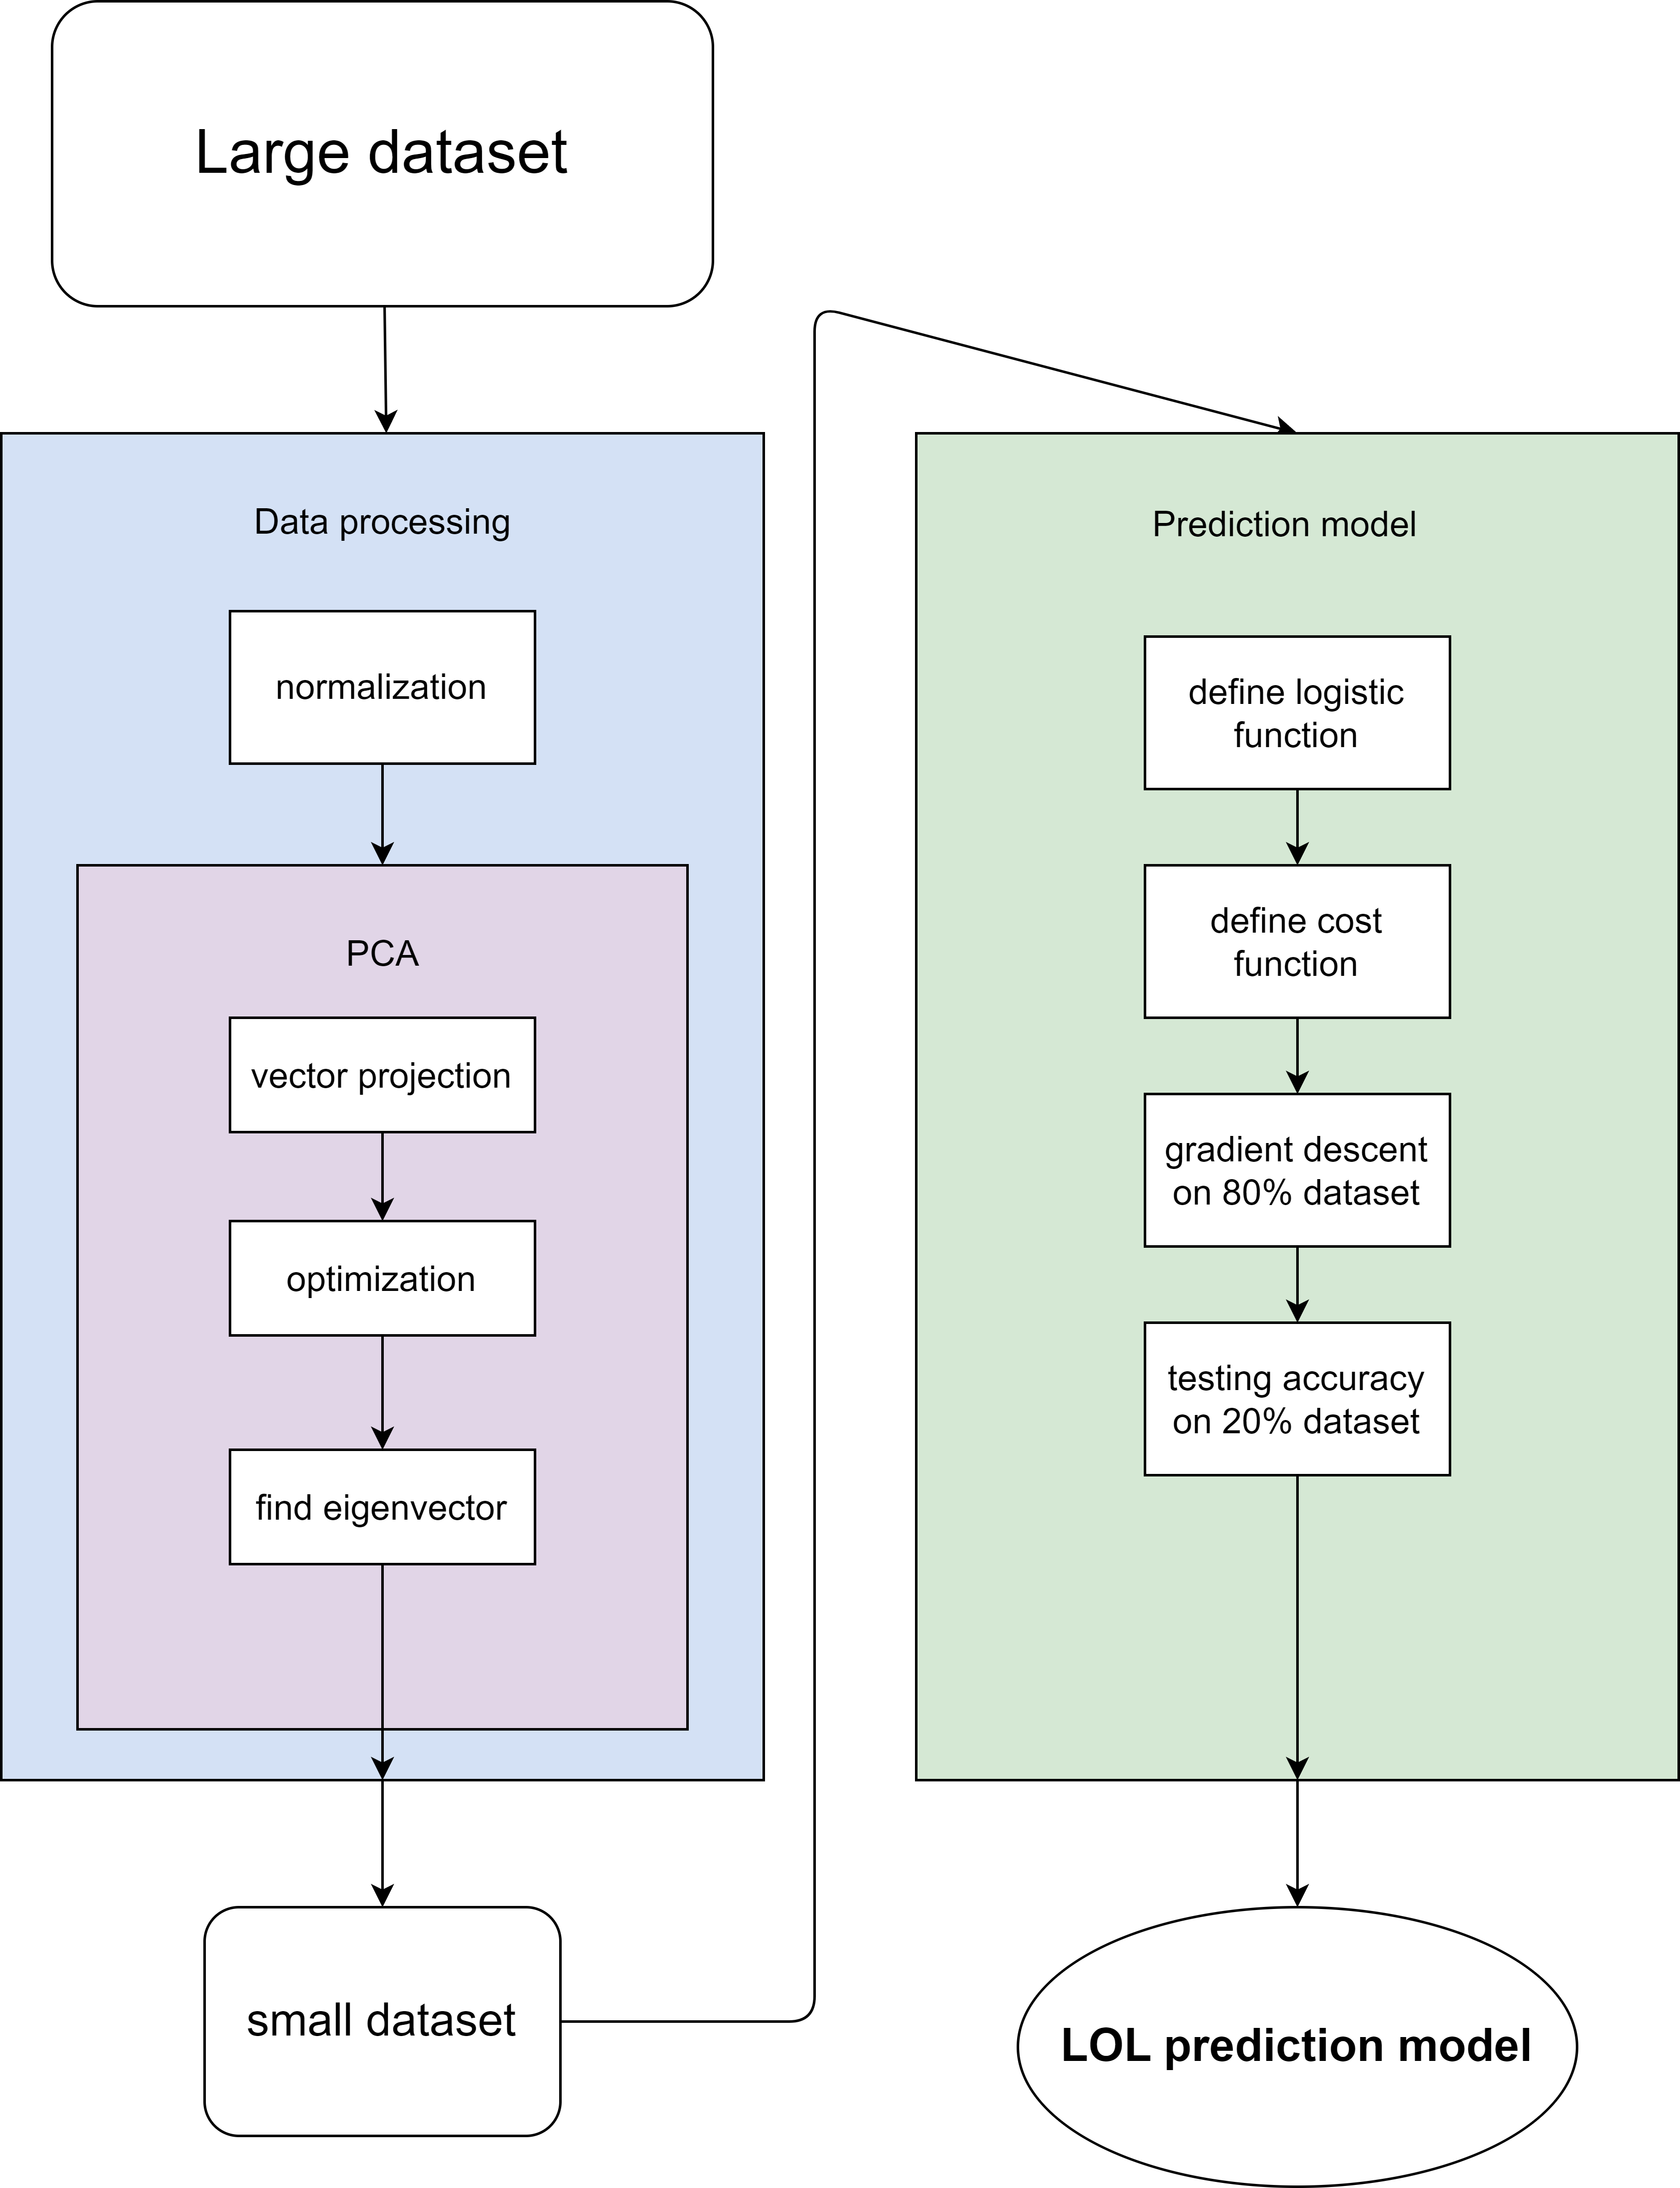 Large dataset
Data processing
normalization
PCA
vector projection
optimization
find eigenvector
small dataset
Prediction model
define logistic
function
define cost
function
gradient descent
on 80% dataset
testing accuracy
on 20% dataset
LOL prediction model